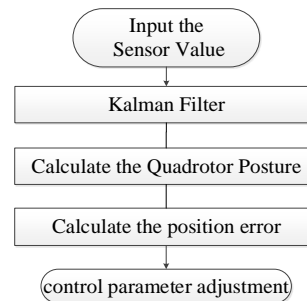 Input the
Sensor Value
Kalman Filter
Calculate the Quadrotor Posture
Calculate the position error
control parameter adjustment